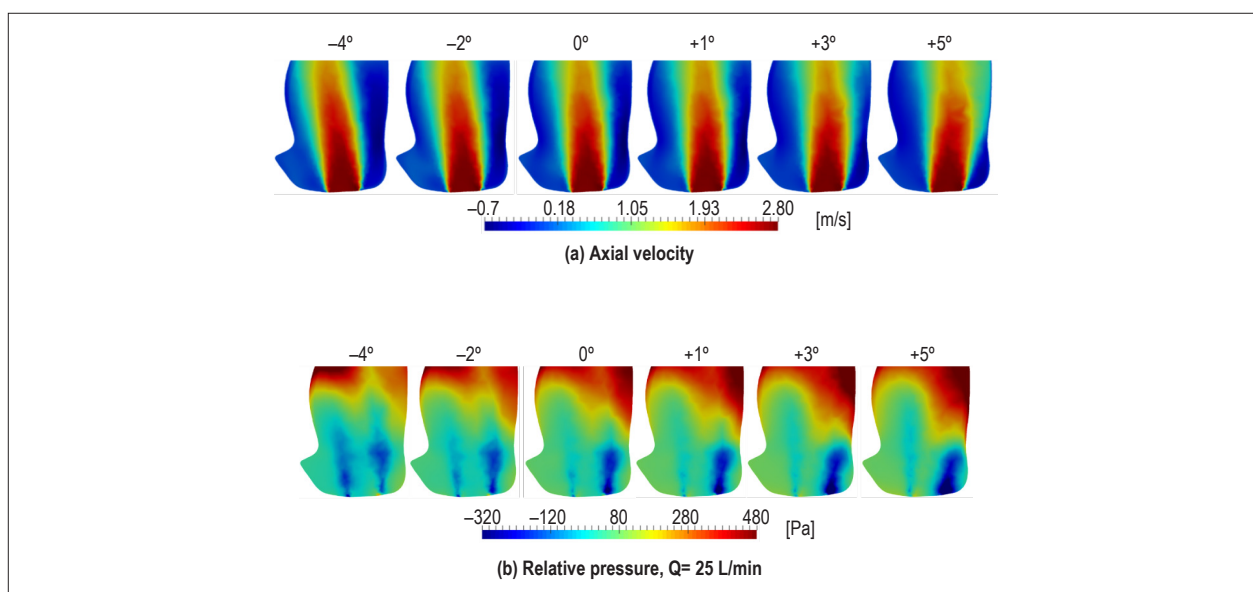 –4º –2º 0º +1º +3º +5º
–0.7 0.18 1.05 1.93 2.80 [m/s]
(a) Axial velocity
–4º –2º 0º +1º +3º +5º
–320 –120 80 280 480 [Pa]
(b) Relative pressure, Q= 25 L/min